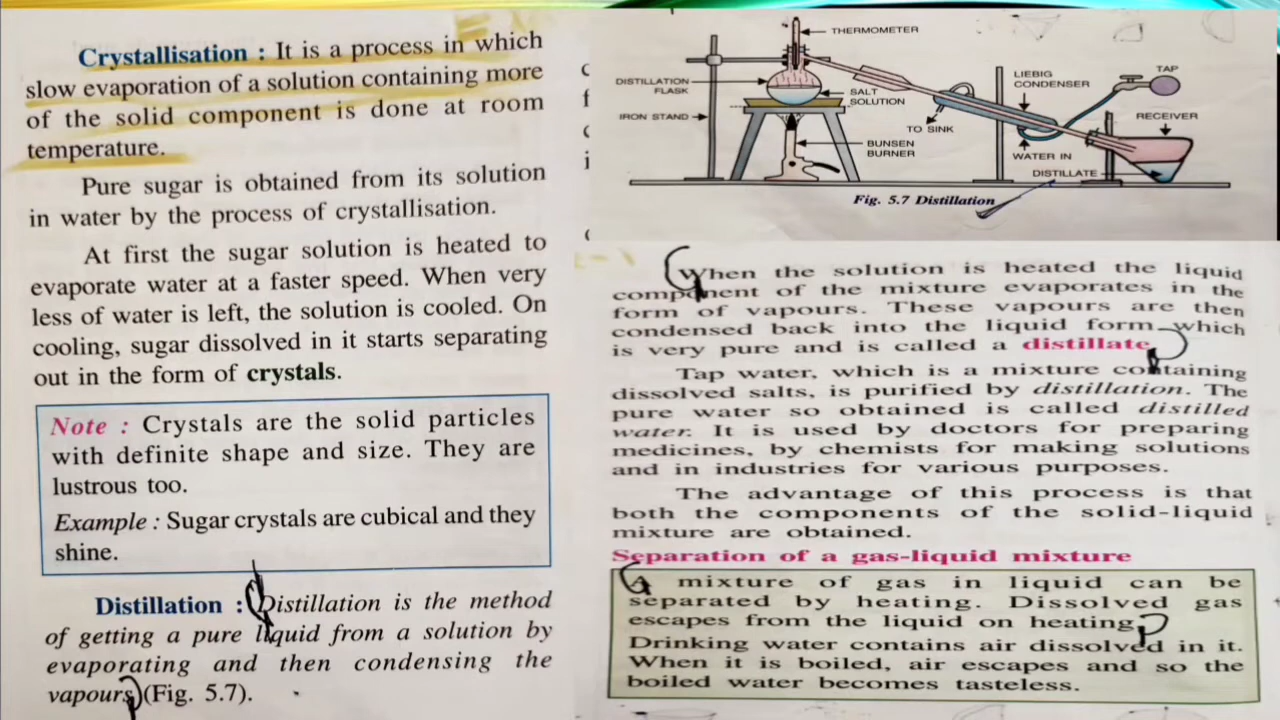 Crystallisation : It is a process in which
slow evaporation of a solution containing more
of the solid component is done at room
temperature.
Pure sugar is obtained from its solution
in water by the process of crystallisation.
At first the sugar solution is heated to
evaporate water at a faster speed. When very
less of water is left, the solution is cooled. On
cooling, sugar dissolved in it starts separating
out in the form of crystals.
Note : Crystals are the solid particles
with definite shape and size. They are
lustrous too.
Example : Sugar crystals are cubical and they
shine.
Distillation : Distillation is the method
of getting a pure liquid from a solution by
evaporating and then condensing the
vapours (Fig. 5.7).
THERMOMETER
DISTILLATION
FLASK
SALT
SOLUTION
IRON STAND
BUNSEN
BURNER
TO SINK
LIEBIG
CONDENSER
TAP
WATER IN
RECEIVER
DISTILLATE
Fig. 5.7 Distillation
When the solution is heated the liquid
component of the mixture evaporates in the
form of vapours. These vapours are then
condensed back into the liquid form which
is very pure and is called a distillate.
Tap water, which is a mixture containing
dissolved salts, is purified by distillation. The
pure water so obtained is called distilled
water. It is used by doctors for preparing
medicines, by chemists for making solutions
and in industries for various purposes.
The advantage of this process is that
both the components of the solid-liquid
mixture are obtained.
Separation of a gas-liquid mixture
A mixture of gas in liquid can be
separated by heating. Dissolved gas
escapes from the liquid on heating.
Drinking water contains air dissolved in it.
When it is boiled, air escapes and so the
boiled water becomes tasteless.